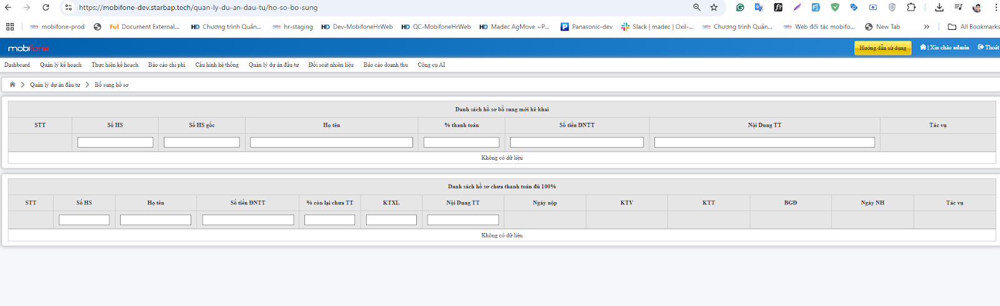 https://mobifone-dev.starbap.tech/quan-ly-du-an-dau-tu/ho-so-bo-sung
mobifone-prod Ful Document External... HD Chương trình Quản... hr-staging HD Dev-MobifoneHrWeb HD QC-MobifoneHrWeb HD Madec AgMove ~P... Panasonic-dev Slack | madec | Oxil-... Chương trình Quản... Web đối tác mobifo... New Tab » All Bookmarks
mobifone Hướng dẫn sử dụng | Xin chào admin Thoát
Dashboard Quản lý kế hoạch Thực hiện kế hoạch Báo cáo chi phí Cấu hình hệ thống Quản lý dự án đầu tư Đối soát nhiên liệu Báo cáo doanh thu Công cụ AI
Quản lý dự án đầu tư Bổ sung hồ sơ
Danh sách hồ sơ bổ sung mới kê khai
STT Số HS Số HS gốc Họ tên % thanh toán Số tiền ĐNTT Nội Dung TT Tác vụ
Không có dữ liệu
Danh sách hồ sơ chưa thanh toán đủ 100%
STT Số HS Họ tên Số tiền ĐNTT % còn lại chưa TT KTXL Nội Dung TT Ngày nộp KTV KTT BGĐ Ngày NH Tác vụ
Không có dữ liệu